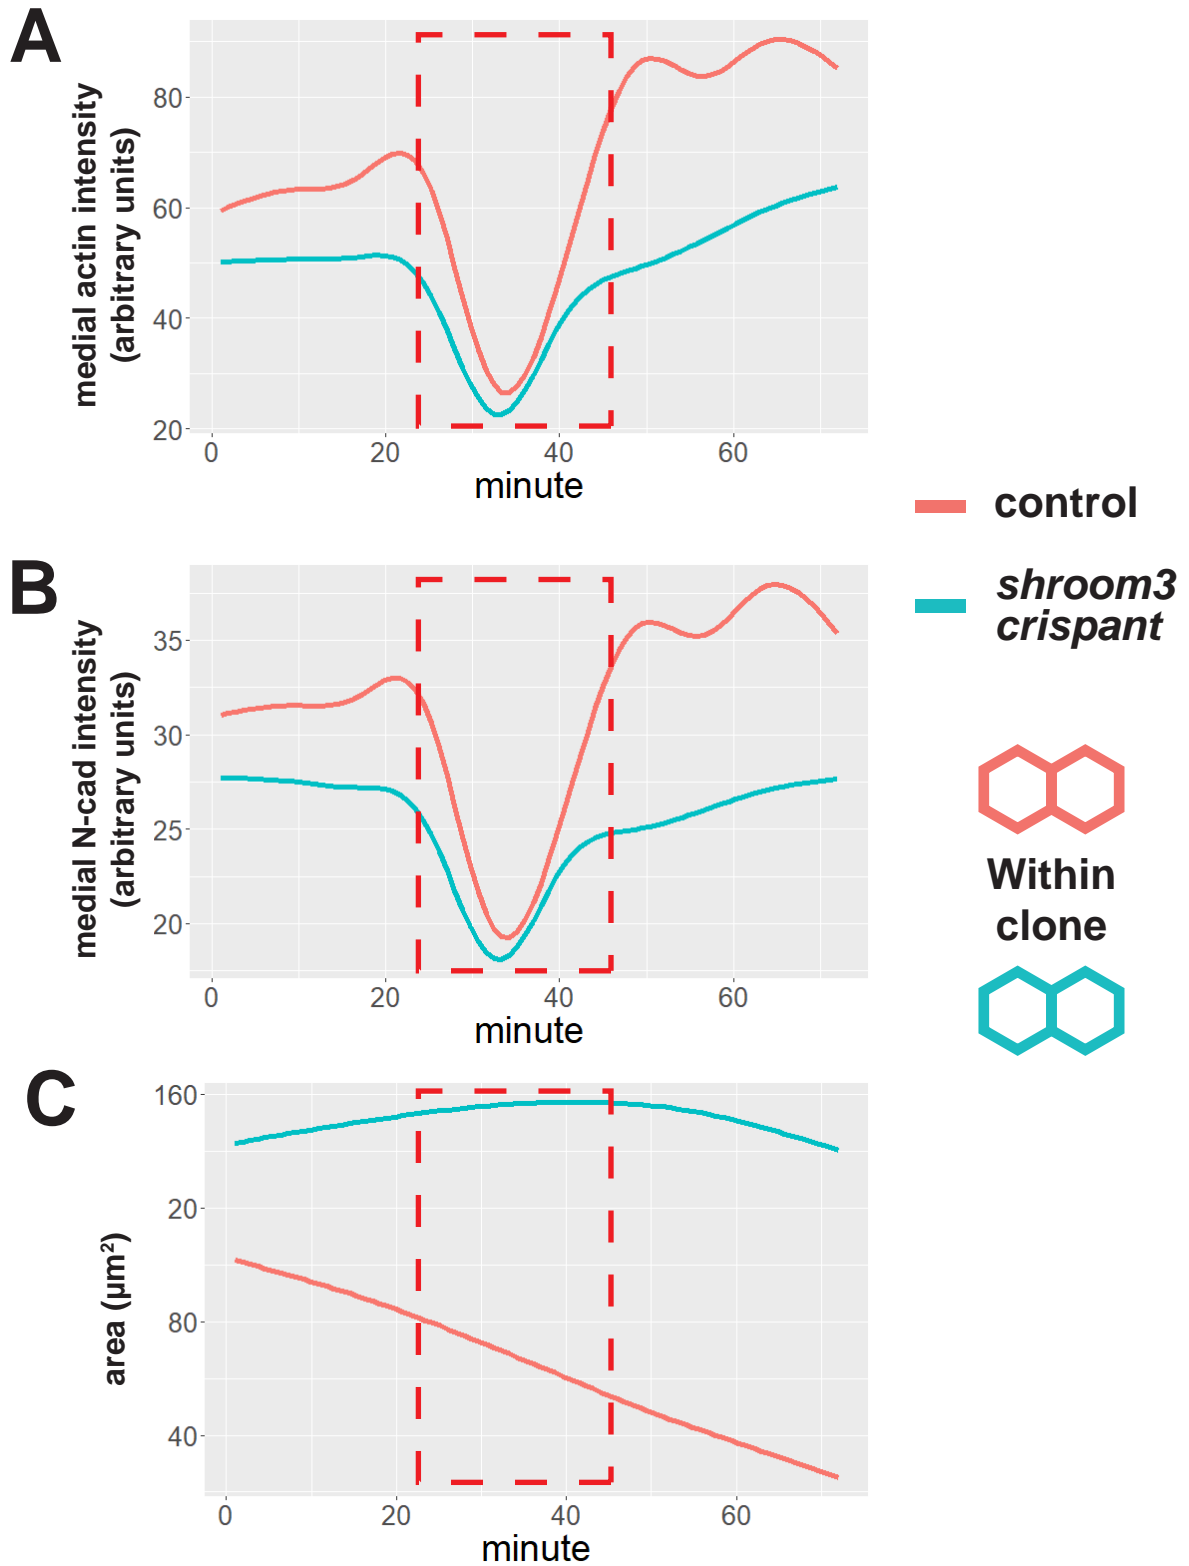 A
medial actin intensity
(arbitrary units)
80
60
40
20
0 20 40 60
minute
control
shroom3
crispant
B
medial N-cad intensity
(arbitrary units)
35
30
25
20
0 20 40 60
minute
Within
clone
C
area (µm²)
160
20
80
40
0 20 40 60
minute